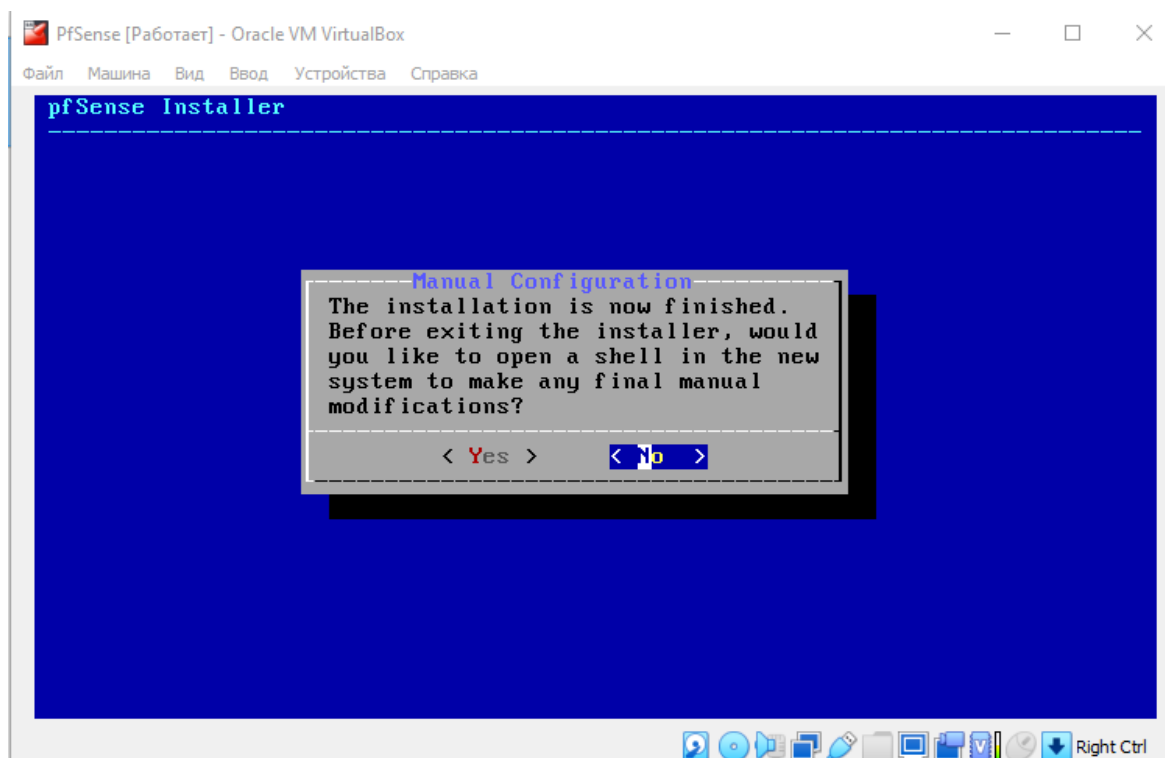 PfSense [Работает] - Oracle VM VirtualBox
Файл Машина Вид Ввод Устройства Справка
pfSense Installer
Manual Configuration
The installation is now finished.
Before exiting the installer, would
you like to open a shell in the new
system to make any final manual
modifications?
< Yes > < No >
Right Ctrl